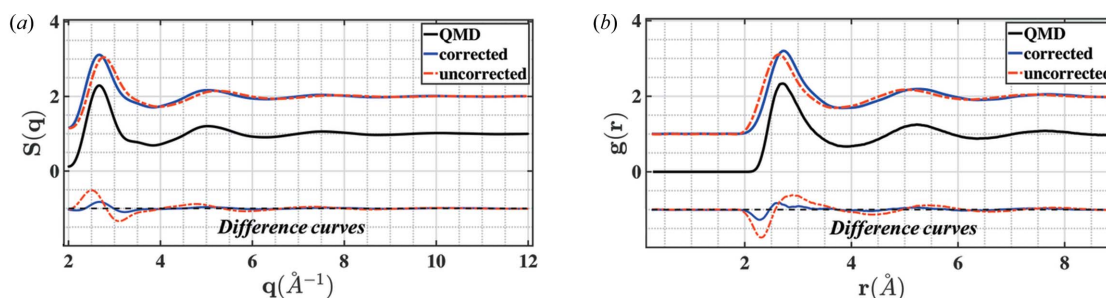 (a)
4
2
0
S(q)
QMD
corrected
uncorrected
Difference curves
2 4 6 8 10 12
q(Å⁻¹)
(b)
4
2
0
g(r)
QMD
corrected
uncorrected
Difference curves
2 4 6 8
r(Å)